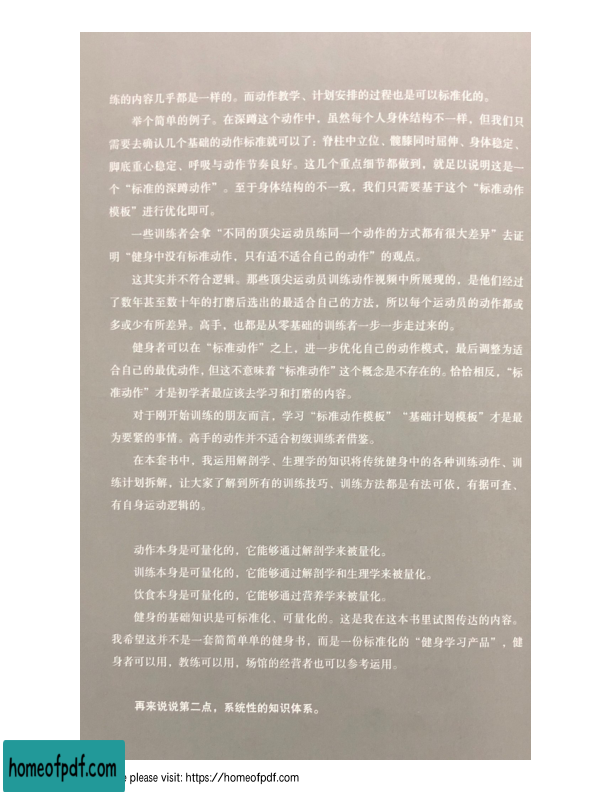 练的内容几乎都是一样的。而动作教学、计划安排的过程也是可以标准化的。
举个简单的例子。在深蹲这个动作中，虽然每个人身体结构不一样，但我们只
需要去确认几个基础的动作标准就可以了：脊柱中立位、髋膝同时屈伸、身体稳定、
脚底重心稳定、呼吸与动作节奏良好。这几个重点细节都做到，就足以说明这是一
个“标准的深蹲动作”。至于身体结构的不一致，我们只需要基于这个“标准动作
模板”进行优化即可。
一些训练者会拿“不同的顶尖运动员练同一个动作的方式都有很大差异”去证
明“健身中没有标准动作，只有适不适合自己的动作”的观点。
这其实并不符合逻辑。那些顶尖运动员训练动作视频中所展现的，是他们经过
了数年甚至数十年的打磨后选出的最适合自己的方法，所以每个运动员的动作都或
多或少有所差异。高手，也都是从零基础的训练者一步一步走过来的。
健身者可以在“标准动作”之上，进一步优化自己的动作模式，最后调整为适
合自己的最优动作，但这不意味着“标准动作”这个概念是不存在的。恰恰相反，“标
准动作”才是初学者最应该去学习和打磨的内容。
对于刚开始训练的朋友而言，学习“标准动作模板”“基础计划模板”才是最
为要紧的事情。高手的动作并不适合初级训练者借鉴。
在本套书中，我运用解剖学、生理学的知识将传统健身中的各种训练动作、训
练计划拆解，让大家了解到所有的训练技巧、训练方法都是有法可依，有据可查、
有自身运动逻辑的。
动作本身是可量化的，它能够通过解剖学来被量化。
训练本身是可量化的，它能够通过解剖学和生理学来被量化。
饮食本身是可量化的，它能够通过营养学来被量化。
健身的基础知识是可标准化、可量化的。这是我在这本书里试图传达的内容。
我希望这并不是一套简简单单的健身书，而是一份标准化的“健身学习产品”，健
身者可以用，教练可以用，场馆的经营者也可以参考运用。
再来说说第二点，系统性的知识体系。
homeofpdf.com
please visit: https://homeofpdf.com